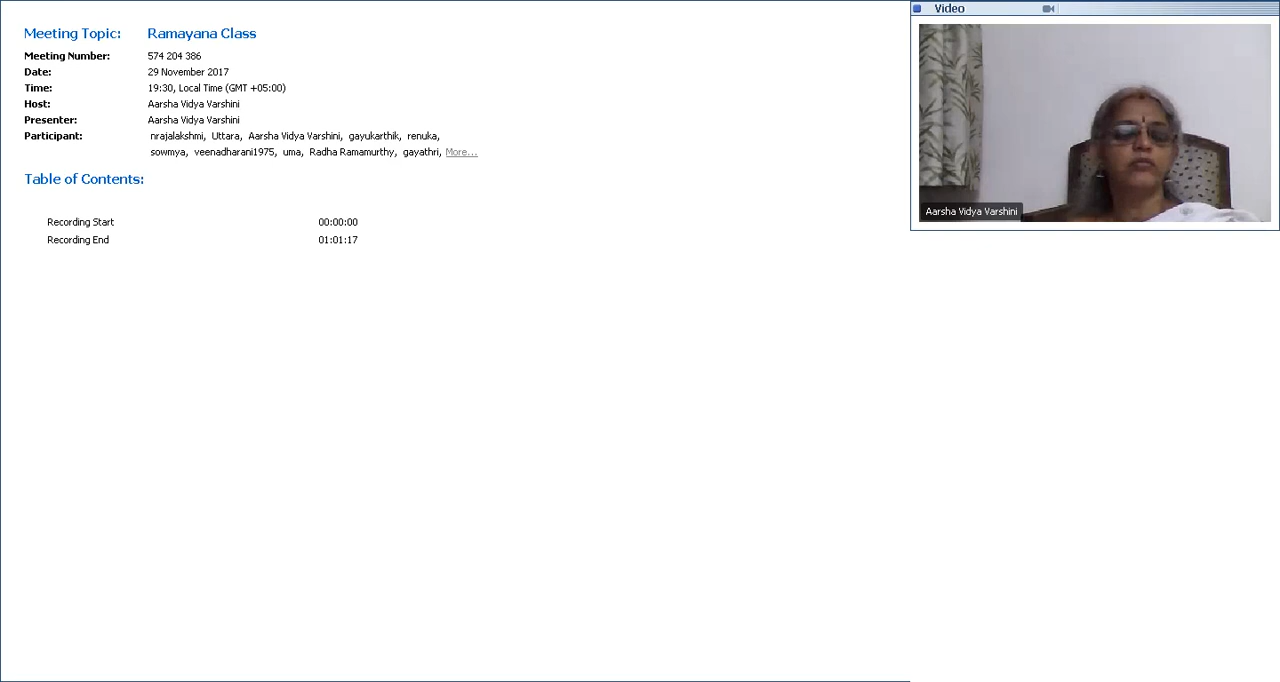 Meeting Topic: Ramayana Class
Meeting Number: 574 204 386
Date: 29 November 2017
Time: 19:30, Local Time (GMT +05:00)
Host: Aarsha Vidya Varshini
Presenter: Aarsha Vidya Varshini
Participant: nrajalakshmi, Uttara, Aarsha Vidya Varshini, gayukarthik, renuka,
sowmya, veenadharani1975, uma, Radha Ramamurthy, gayathri, More...
Table of Contents:
Recording Start 00:00:00
Recording End 01:01:17
Video
Aarsha Vidya Varshini